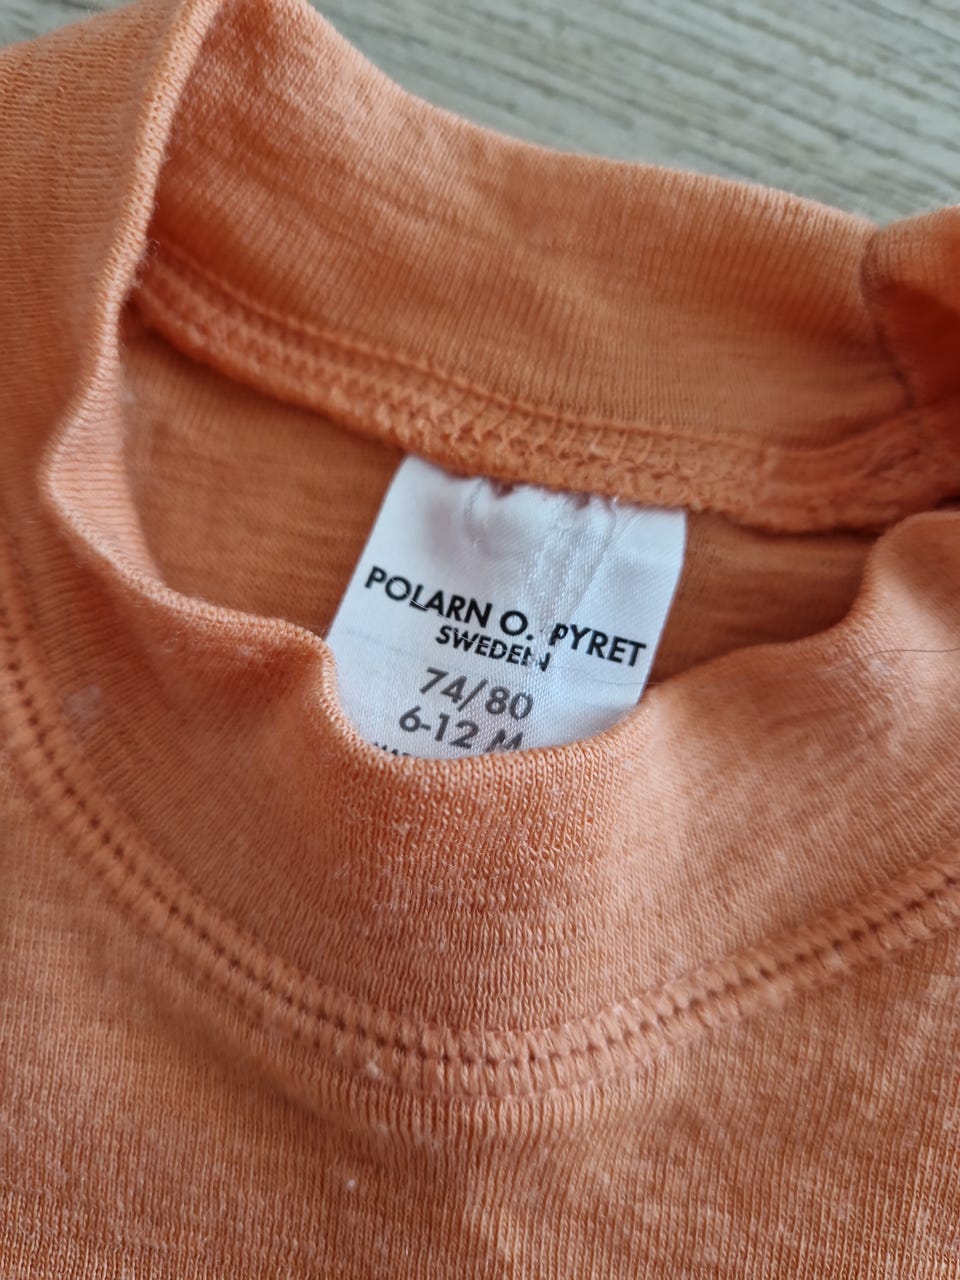 POLARN O. PYRET
SWEDEN
74/80
6-12 M